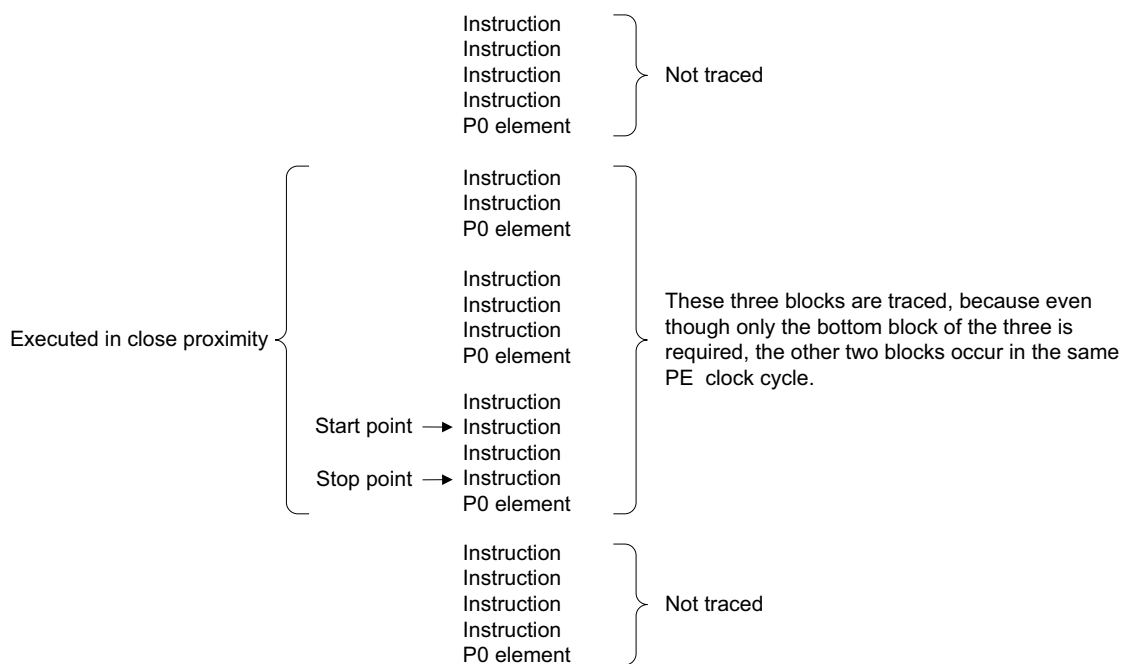 Instruction
Instruction
Instruction
Instruction
P0 element
Not traced
Executed in close proximity
Instruction
Instruction
P0 element
Instruction
Instruction
Instruction
P0 element
Instruction
Start point Instruction
Instruction
Stop point Instruction
P0 element
These three blocks are traced, because even
though only the bottom block of the three is
required, the other two blocks occur in the same
PE clock cycle.
Instruction
Instruction
Instruction
Instruction
P0 element
Not traced